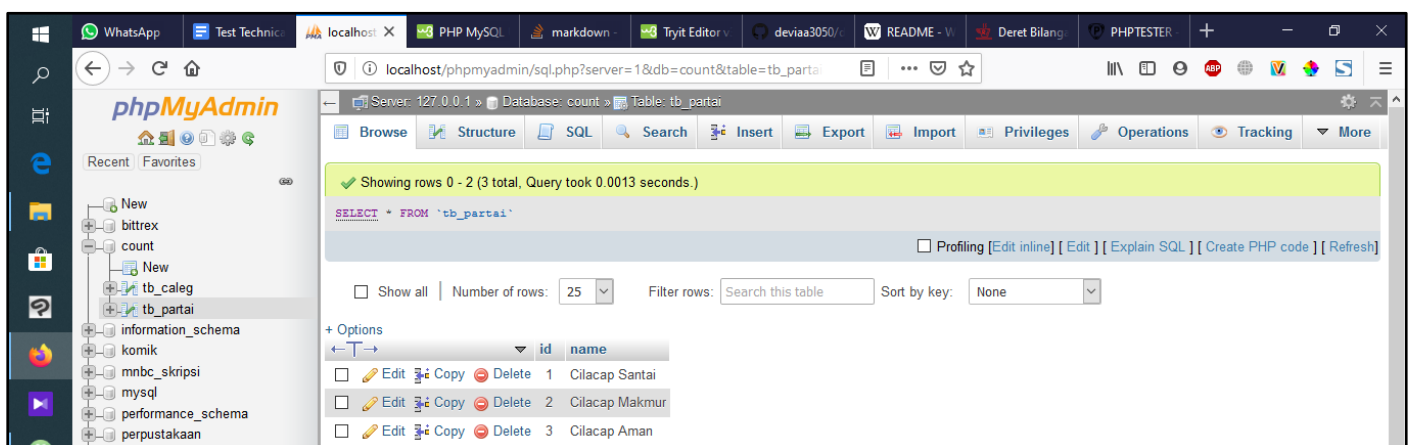 WhatsApp Test Technica localhost PHP MySQL markdown - Tryit Editor v deviaa3050/ README - W Deret Bilang PHPTESTER -
localhost/phpmyadmin/sql.php?server=1&db=count&table=tb_partai
phpMyAdmin
Server: 127.0.0.1 » Database: count » Table: tb_partai
Browse Structure SQL Search Insert Export Import Privileges Operations Tracking More
Recent Favorites
Showing rows 0 - 2 (3 total, Query took 0.0013 seconds.)
SELECT * FROM `tb_partai`
Profiling [Edit inline] [ Edit ] [ Explain SQL ] [ Create PHP code ] [ Refresh]
Show all Number of rows: 25 Filter rows: Search this table Sort by key: None
+ Options
←T→ id name
Edit Copy Delete 1 Cilacap Santai
Edit Copy Delete 2 Cilacap Makmur
Edit Copy Delete 3 Cilacap Aman
New
bittrex
count
New
tb_caleg
tb_partai
information_schema
komik
mnbc_skripsi
mysql
performance_schema
perpustakaan